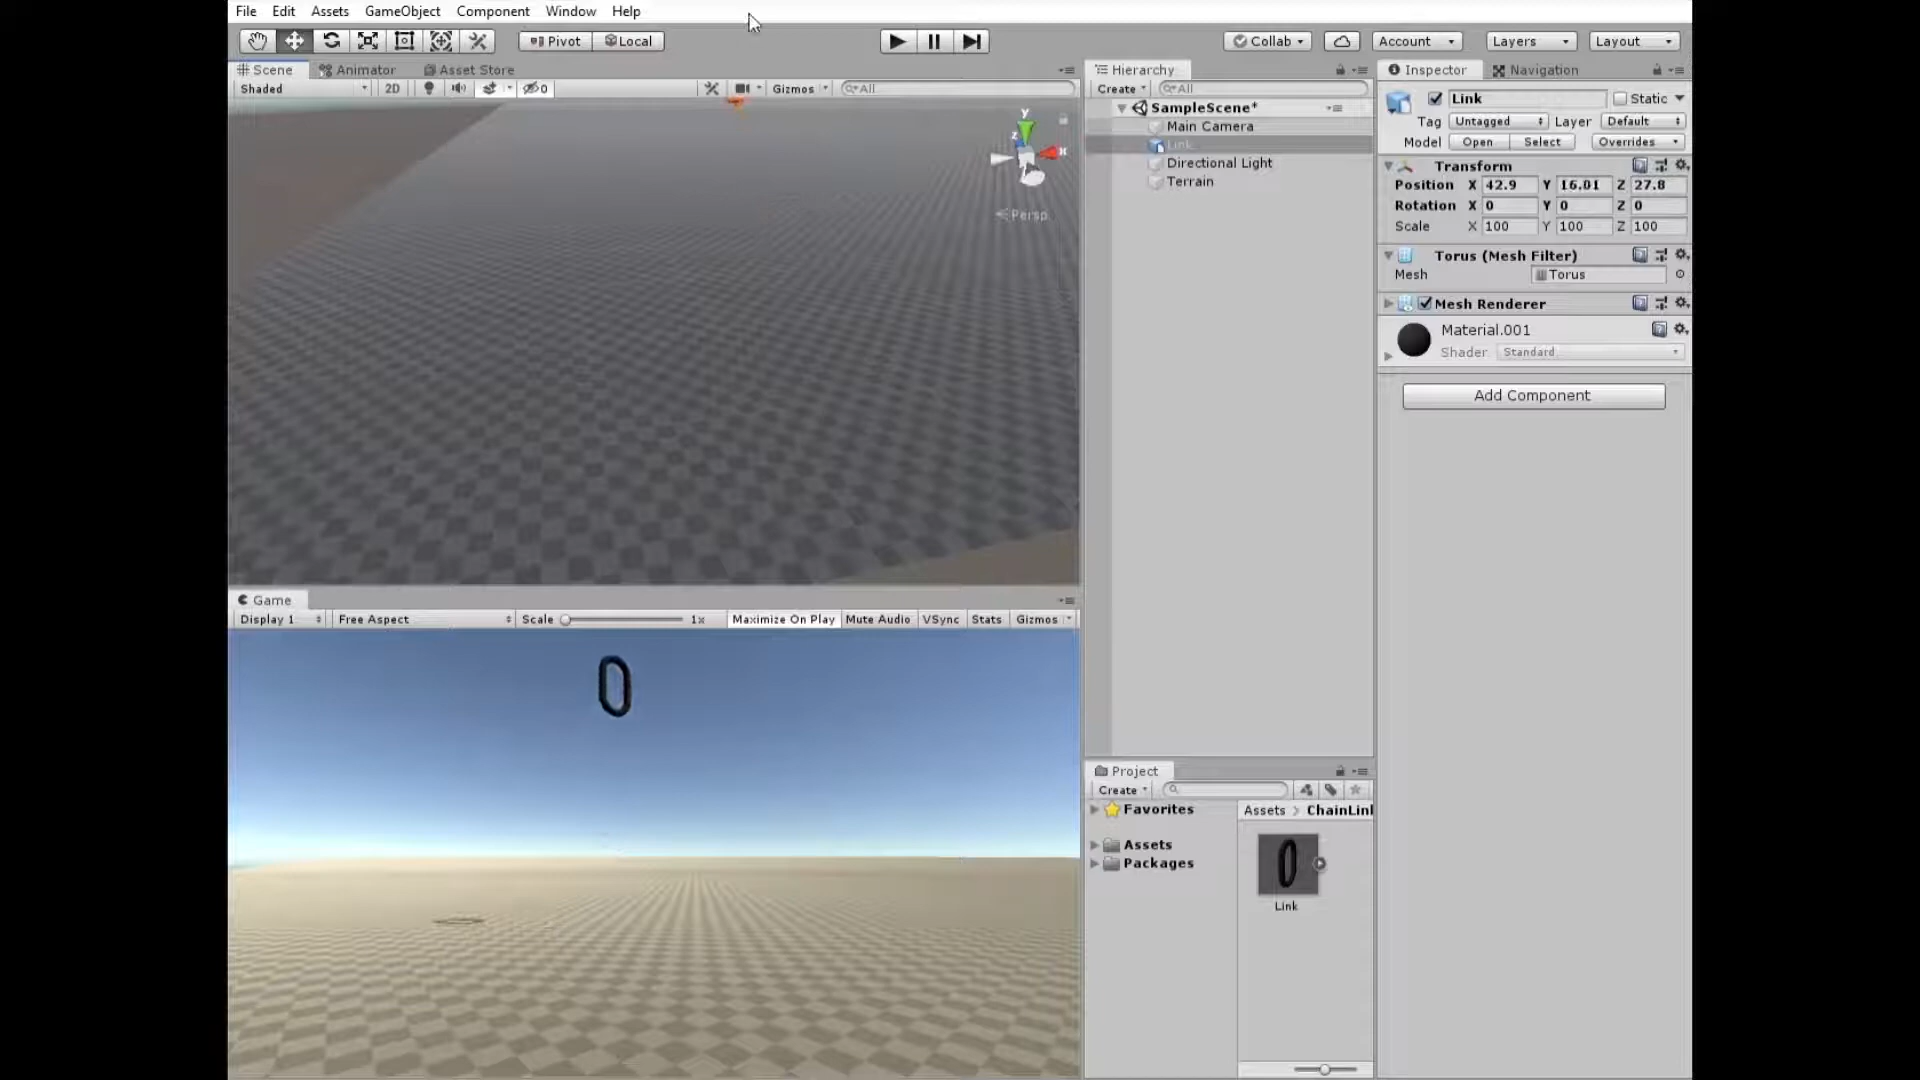 File Edit Assets GameObject Component Window Help
Pivot Local Collab Account Layers Layout
Scene Animator Asset Store
Shaded 2D 0 Gizmos All
y
z x
Persp
Game
Display 1 Free Aspect Scale 1x Maximize On Play Mute Audio VSync Stats Gizmos
Hierarchy
Create All
SampleScene*
Main Camera
Link
Directional Light
Terrain
Project
Create
Favorites
Assets
Packages
Assets > ChainLinl
Link
Inspector Navigation
Link Static
Tag Untagged Layer Default
Model Open Select Overrides
Transform
Position X 42.9 Y 16.01 Z 27.8
Rotation X 0 Y 0 Z 0
Scale X 100 Y 100 Z 100
Torus (Mesh Filter)
Mesh Torus
Mesh Renderer
Material.001
Shader Standard
Add Component